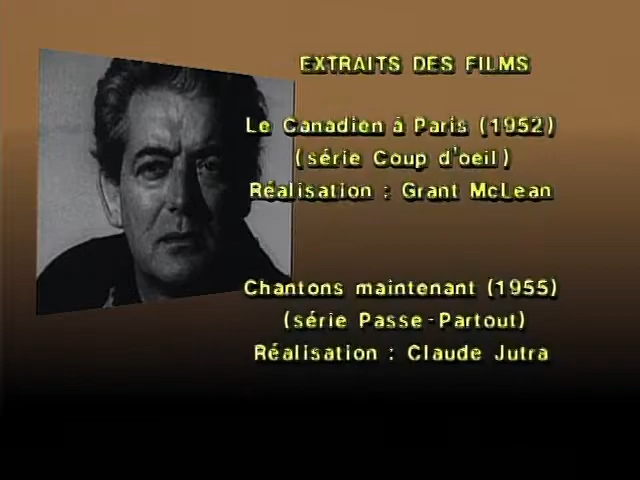 EXTRAITS DES FILMS
Le Canadien à Paris (1952)
(série Coup d'oeil)
Réalisation : Grant McLean
Chantons maintenant (1955)
(série Passe-Partout)
Réalisation : Claude Jutra